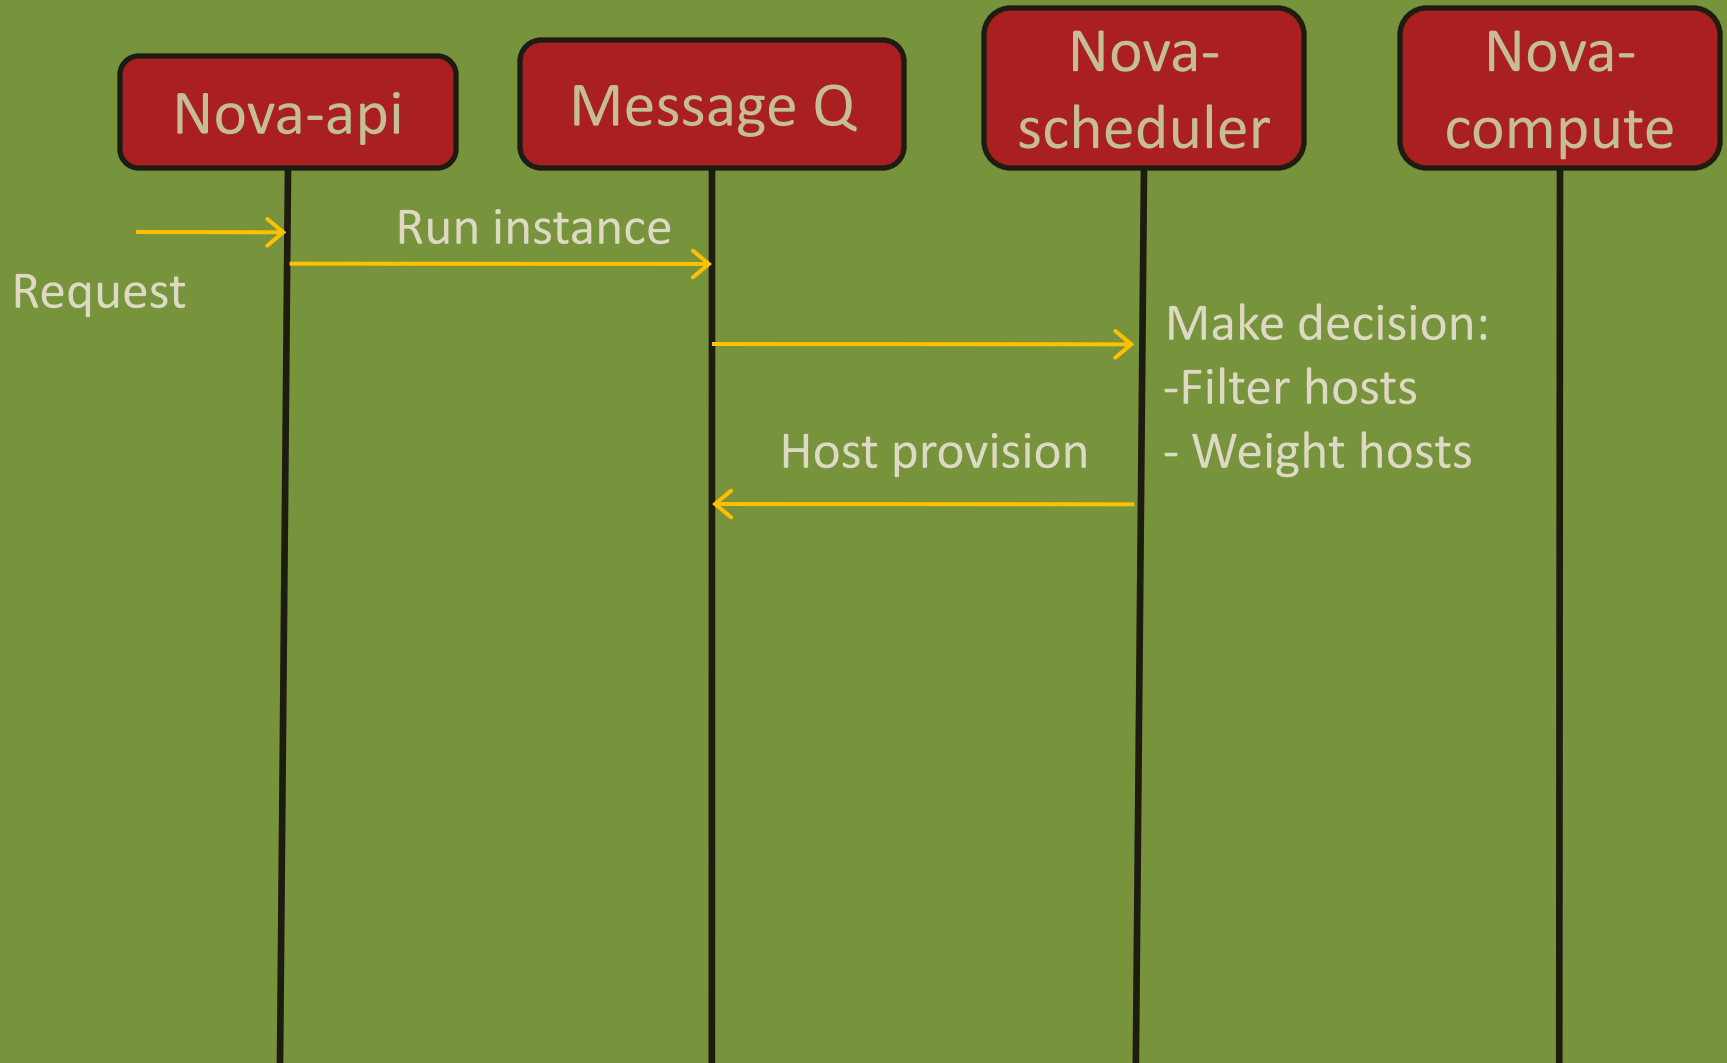 Nova-api
Message Q
Nova-
scheduler
Nova-
compute
Run instance
Request
Make decision:
-Filter hosts
- Weight hosts
Host provision